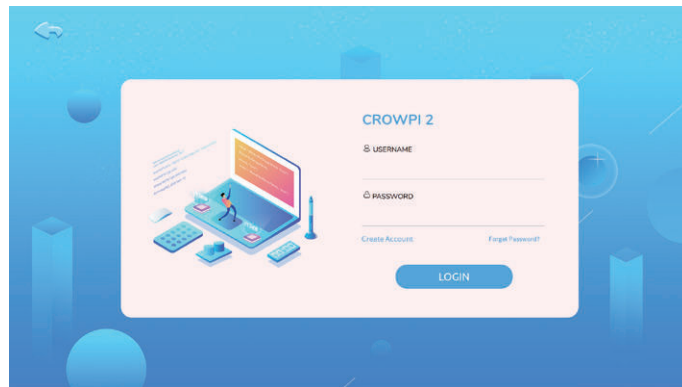 CROWPI 2
USERNAME
PASSWORD
Create Account
Forget Password?
LOGIN